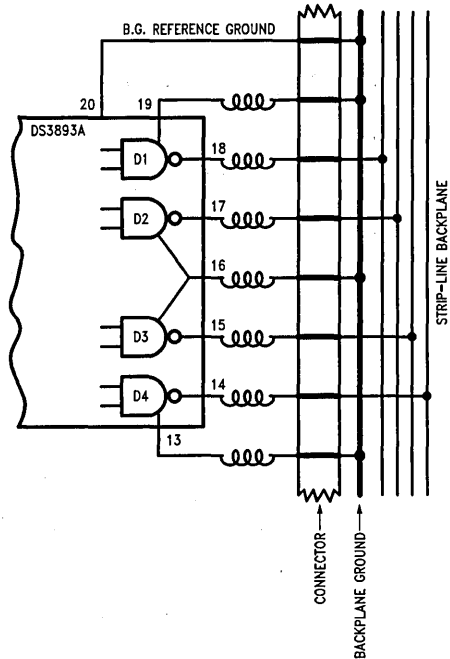 B.G. REFERENCE GROUND
20
19
DS3893A
D1
18
D2
17
16
D3
15
D4
14
13
STRIP-LINE BACKPLANE
CONNECTOR
BACKPLANE GROUND